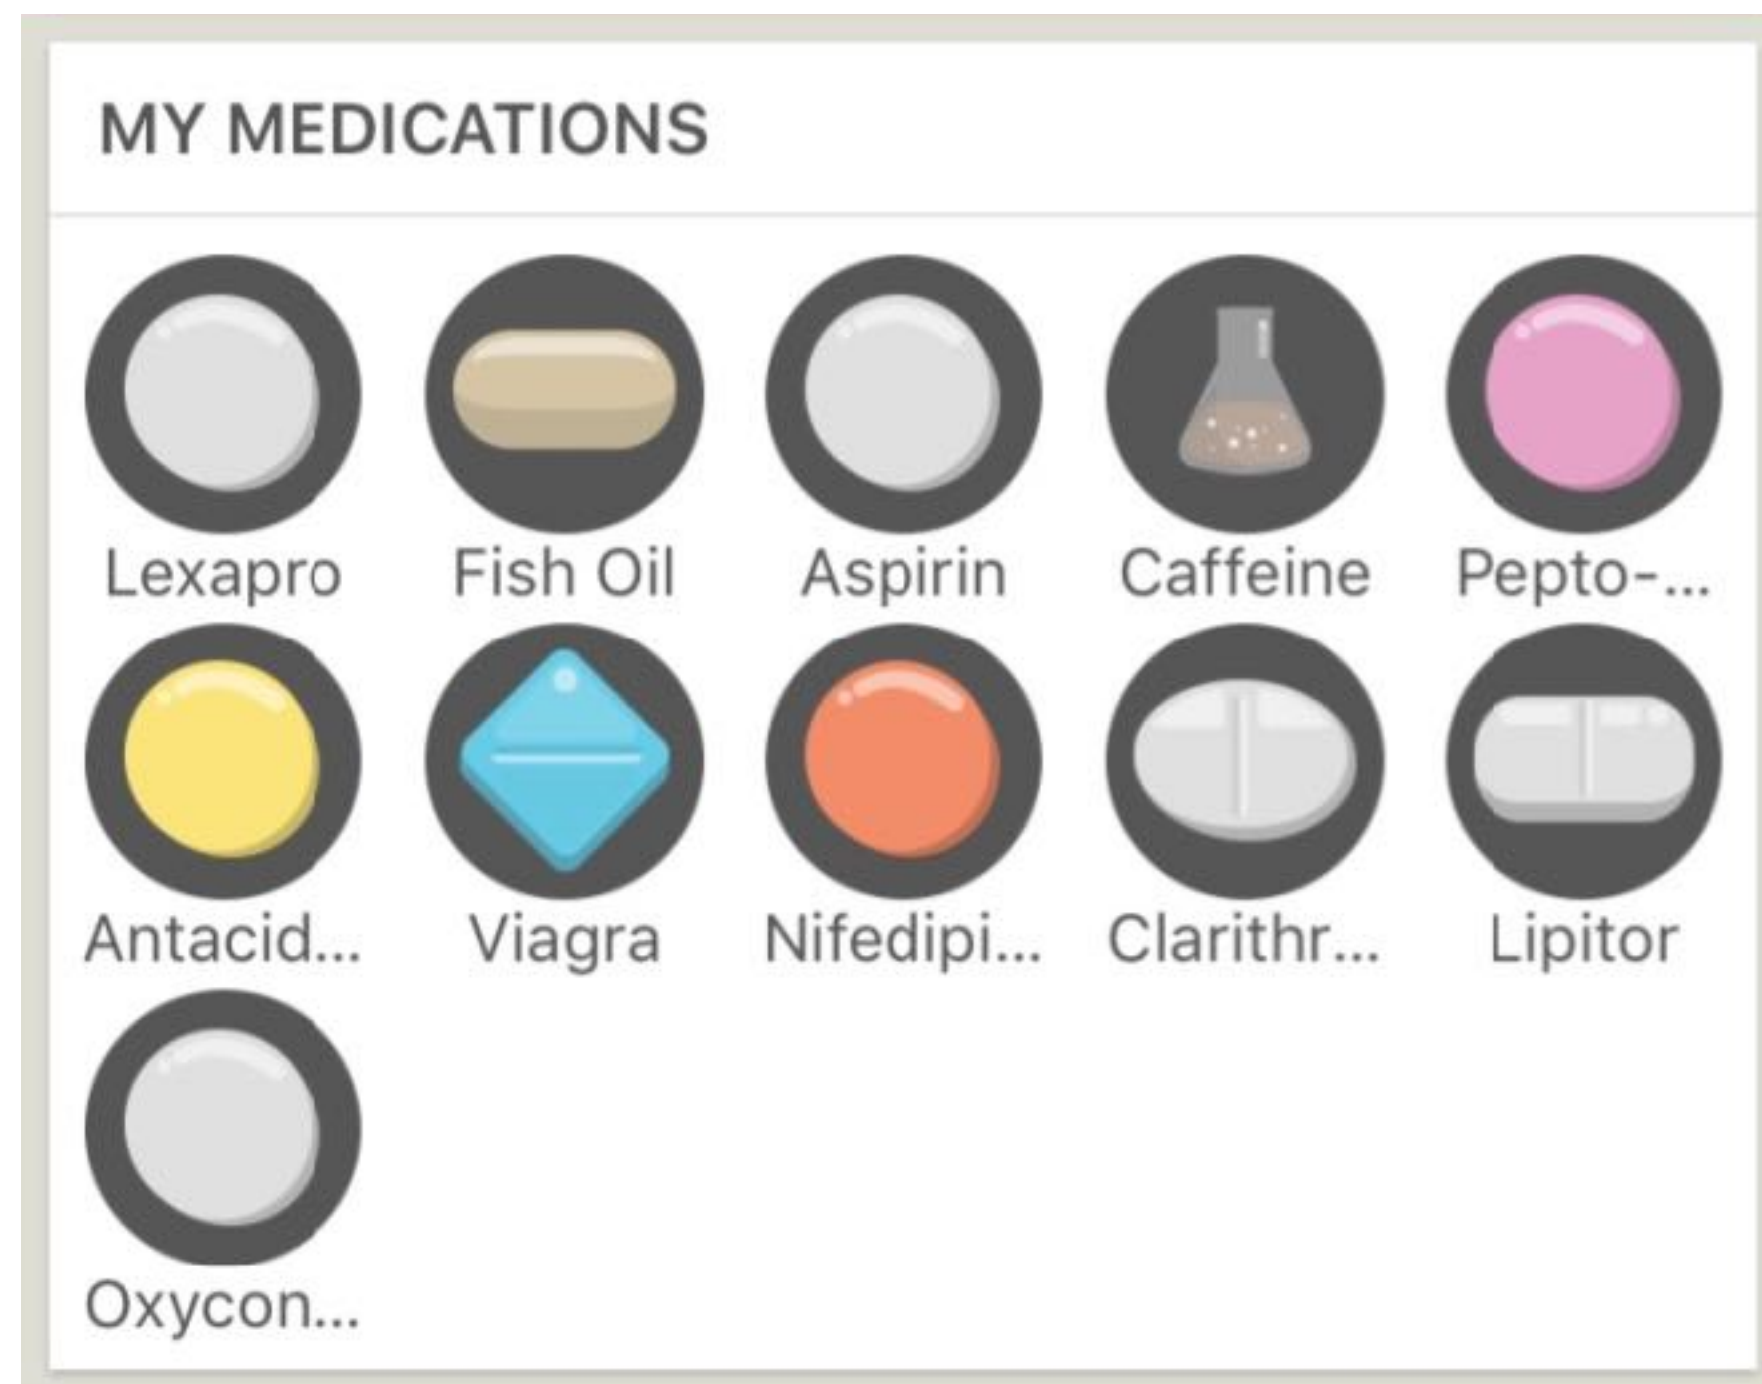 MY MEDICATIONS
Lexapro Fish Oil Aspirin Caffeine Pepto-...
Antacid... Viagra Nifedipi... Clarithr... Lipitor
Oxycon...